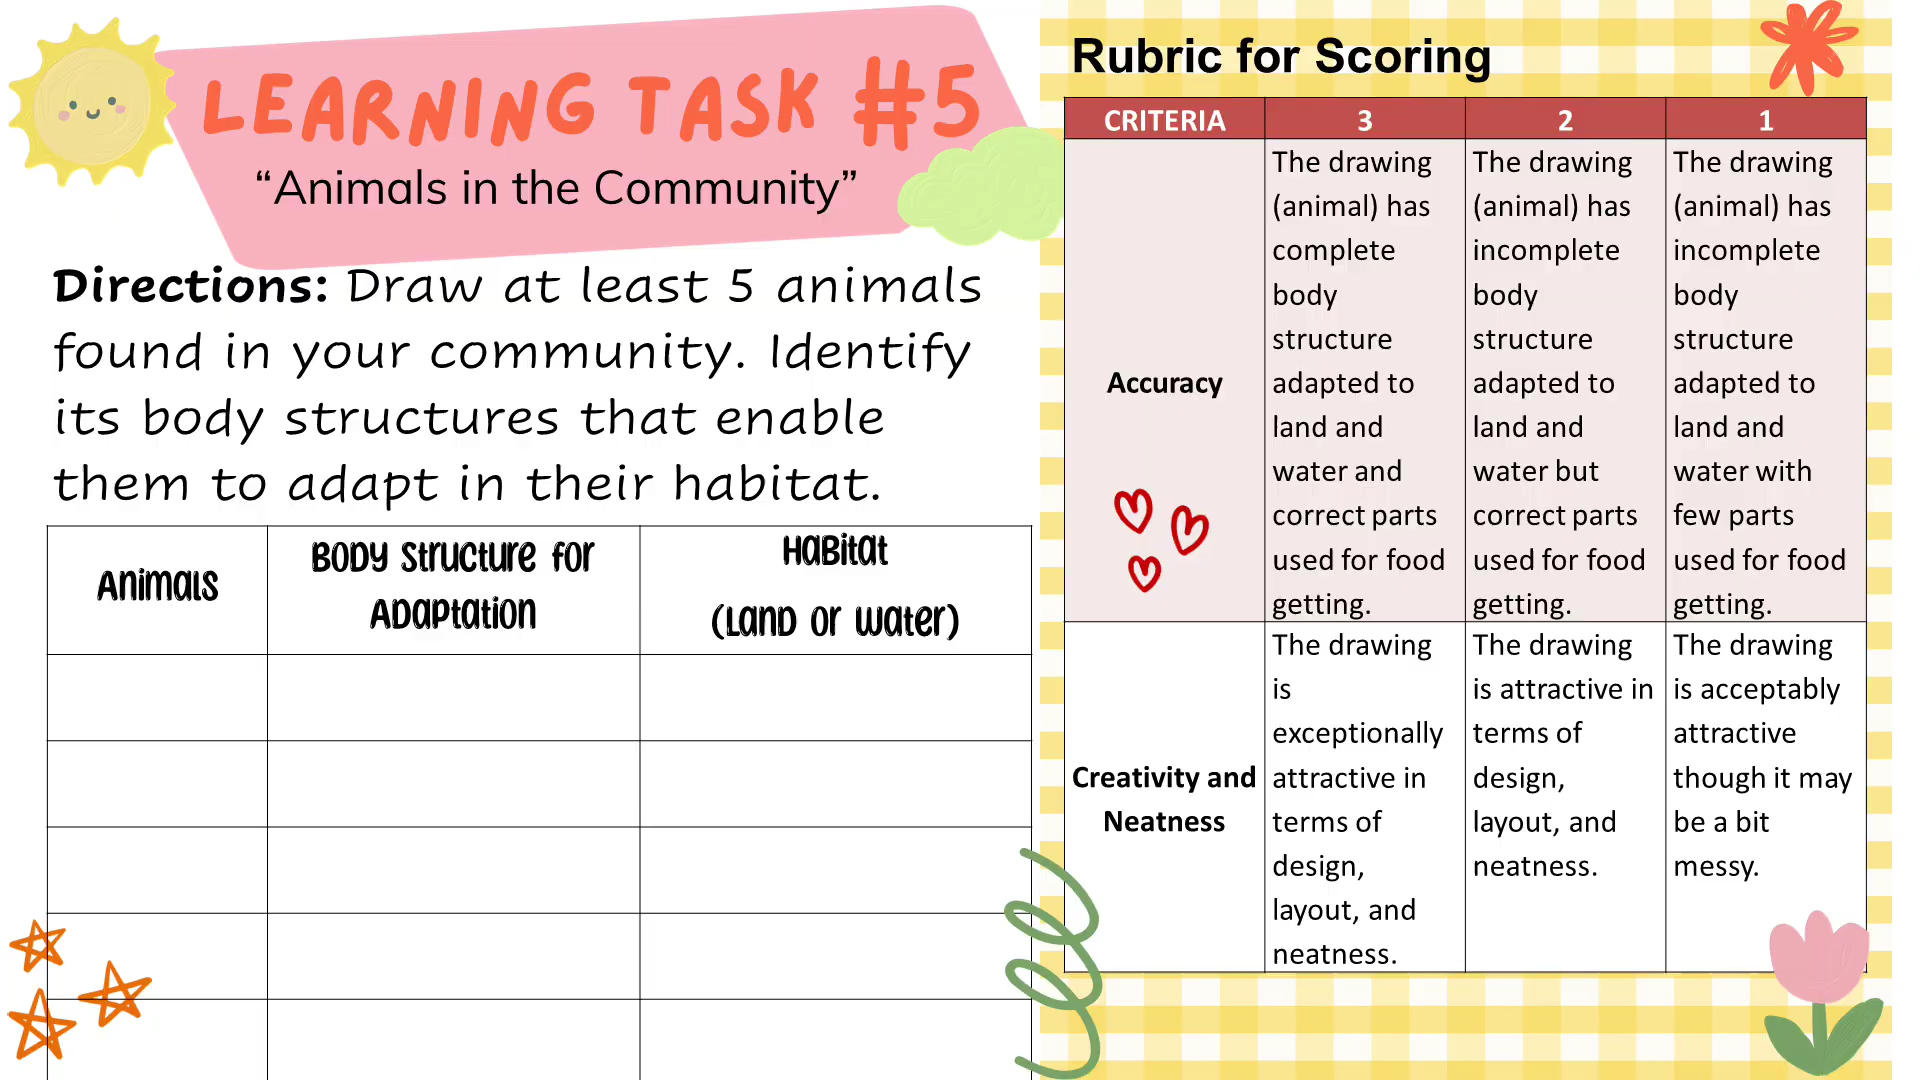 LEARNING TASK #5
“Animals in the Community”
Directions: Draw at least 5 animals
found in your community. Identify
its body structures that enable
them to adapt in their habitat.
Animals
Body Structure for
Adaptation
Habitat
(Land or Water)
Rubric for Scoring
CRITERIA
3
2
1
Accuracy
The drawing
(animal) has
complete
body
structure
adapted to
land and
water and
correct parts
used for food
getting.
The drawing
(animal) has
incomplete
body
structure
adapted to
land and
water but
correct parts
used for food
getting.
The drawing
(animal) has
incomplete
body
structure
adapted to
land and
water with
few parts
used for food
getting.
Creativity and
Neatness
The drawing
is
exceptionally
attractive in
terms of
design,
layout, and
neatness.
The drawing
is attractive in
terms of
design,
layout, and
neatness.
The drawing
is acceptably
attractive
though it may
be a bit
messy.